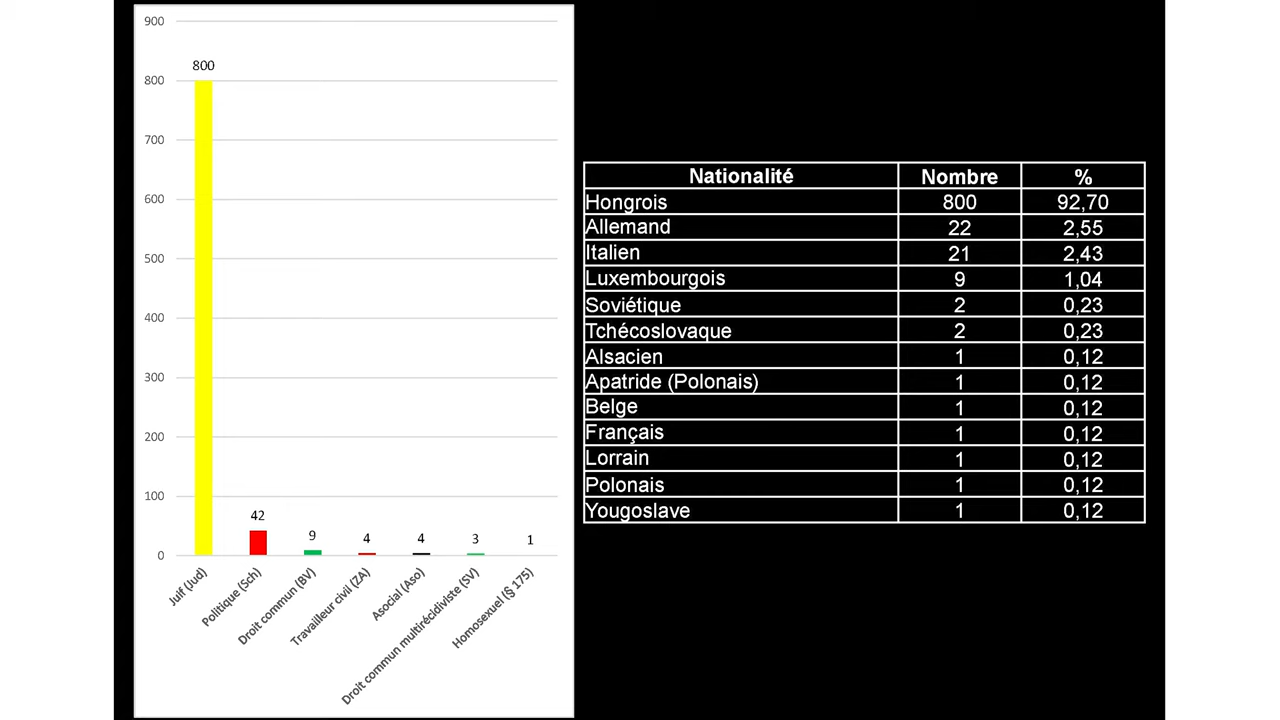 900
800
800
700
600
500
400
300
200
100
0
42
9
4
4
3
1
Juif (Jud)
Politique (Sch)
Droit commun (BV)
Travailleur civil (ZA)
Asocial (Aso)
Droit commun multirécidiviste (SV)
Homosexuel (§ 175)
Nationalité Nombre %
Hongrois 800 92,70
Allemand 22 2,55
Italien 21 2,43
Luxembourgois 9 1,04
Soviétique 2 0,23
Tchécoslovaque 2 0,23
Alsacien 1 0,12
Apatride (Polonais) 1 0,12
Belge 1 0,12
Français 1 0,12
Lorrain 1 0,12
Polonais 1 0,12
Yougoslave 1 0,12